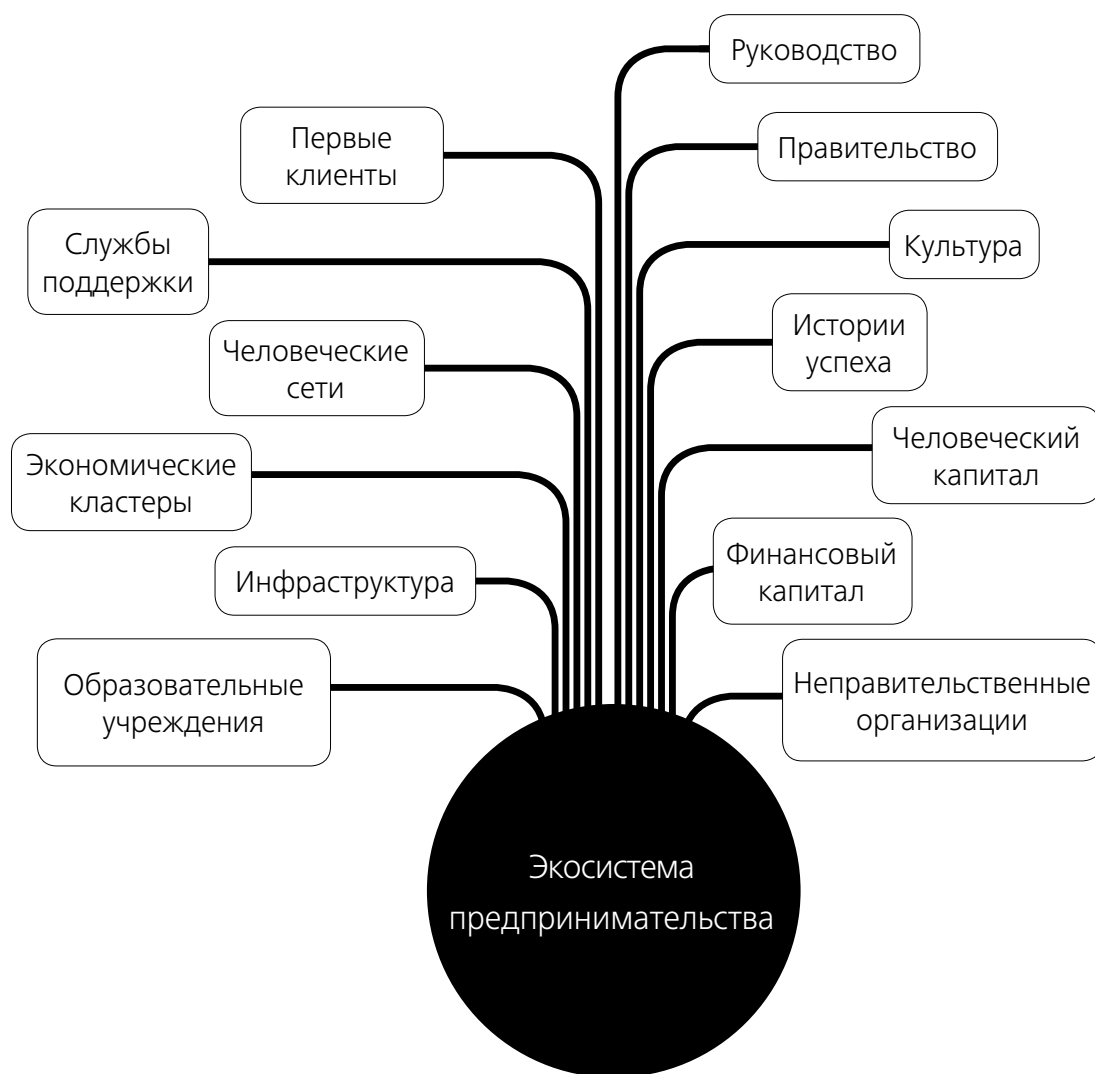 Руководство
Первые
клиенты
Правительство
Службы
поддержки
Культура
Человеческие
сети
Истории
успеха
Экономические
кластеры
Человеческий
капитал
Инфраструктура
Финансовый
капитал
Образовательные
учреждения
Неправительственные
организации
Экосистема
предпринимательства